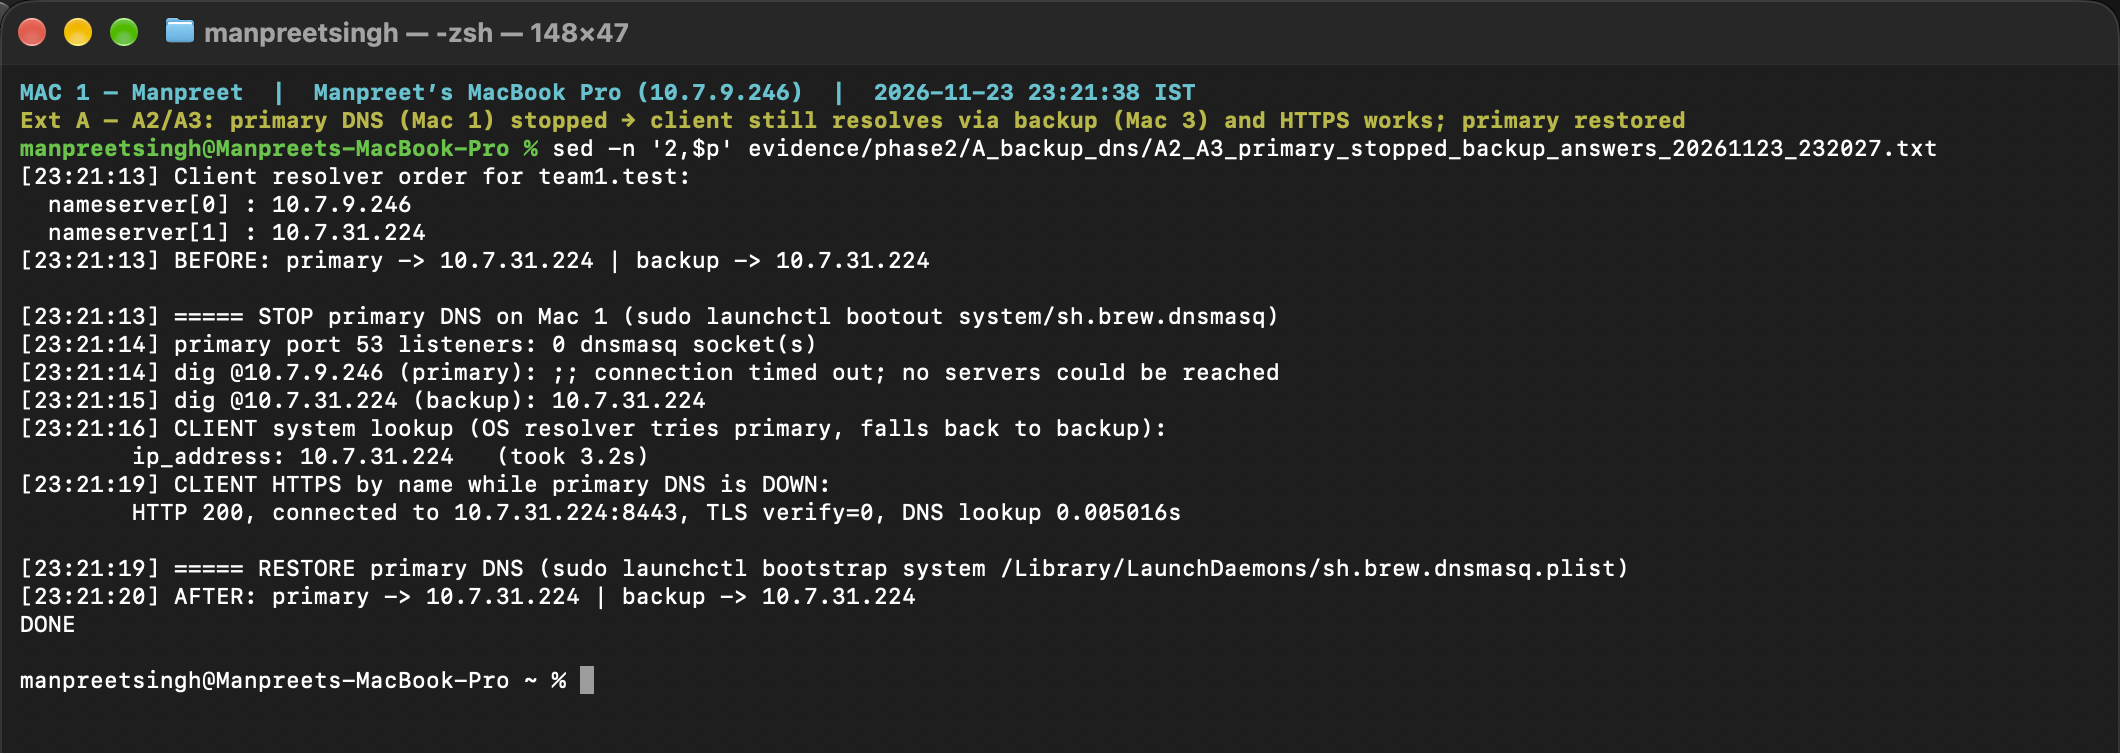 manpreetsingh — -zsh — 148×47
MAC 1 — Manpreet  |  Manpreet’s MacBook Pro (10.7.9.246)  |  2026-11-23 23:21:38 IST
Ext A — A2/A3: primary DNS (Mac 1) stopped → client still resolves via backup (Mac 3) and HTTPS works; primary restored
manpreetsingh@Manpreets-MacBook-Pro % sed -n '2,$p' evidence/phase2/A_backup_dns/A2_A3_primary_stopped_backup_answers_20261123_232027.txt
[23:21:13] Client resolver order for team1.test:
  nameserver[0] : 10.7.9.246
  nameserver[1] : 10.7.31.224
[23:21:13] BEFORE: primary -> 10.7.31.224 | backup -> 10.7.31.224
[23:21:13] ===== STOP primary DNS on Mac 1 (sudo launchctl bootout system/sh.brew.dnsmasq)
[23:21:14] primary port 53 listeners: 0 dnsmasq socket(s)
[23:21:14] dig @10.7.9.246 (primary): ;; connection timed out; no servers could be reached
[23:21:15] dig @10.7.31.224 (backup): 10.7.31.224
[23:21:16] CLIENT system lookup (OS resolver tries primary, falls back to backup):
        ip_address: 10.7.31.224   (took 3.2s)
[23:21:19] CLIENT HTTPS by name while primary DNS is DOWN:
        HTTP 200, connected to 10.7.31.224:8443, TLS verify=0, DNS lookup 0.005016s
[23:21:19] ===== RESTORE primary DNS (sudo launchctl bootstrap system /Library/LaunchDaemons/sh.brew.dnsmasq.plist)
[23:21:20] AFTER: primary -> 10.7.31.224 | backup -> 10.7.31.224
DONE
manpreetsingh@Manpreets-MacBook-Pro ~ %